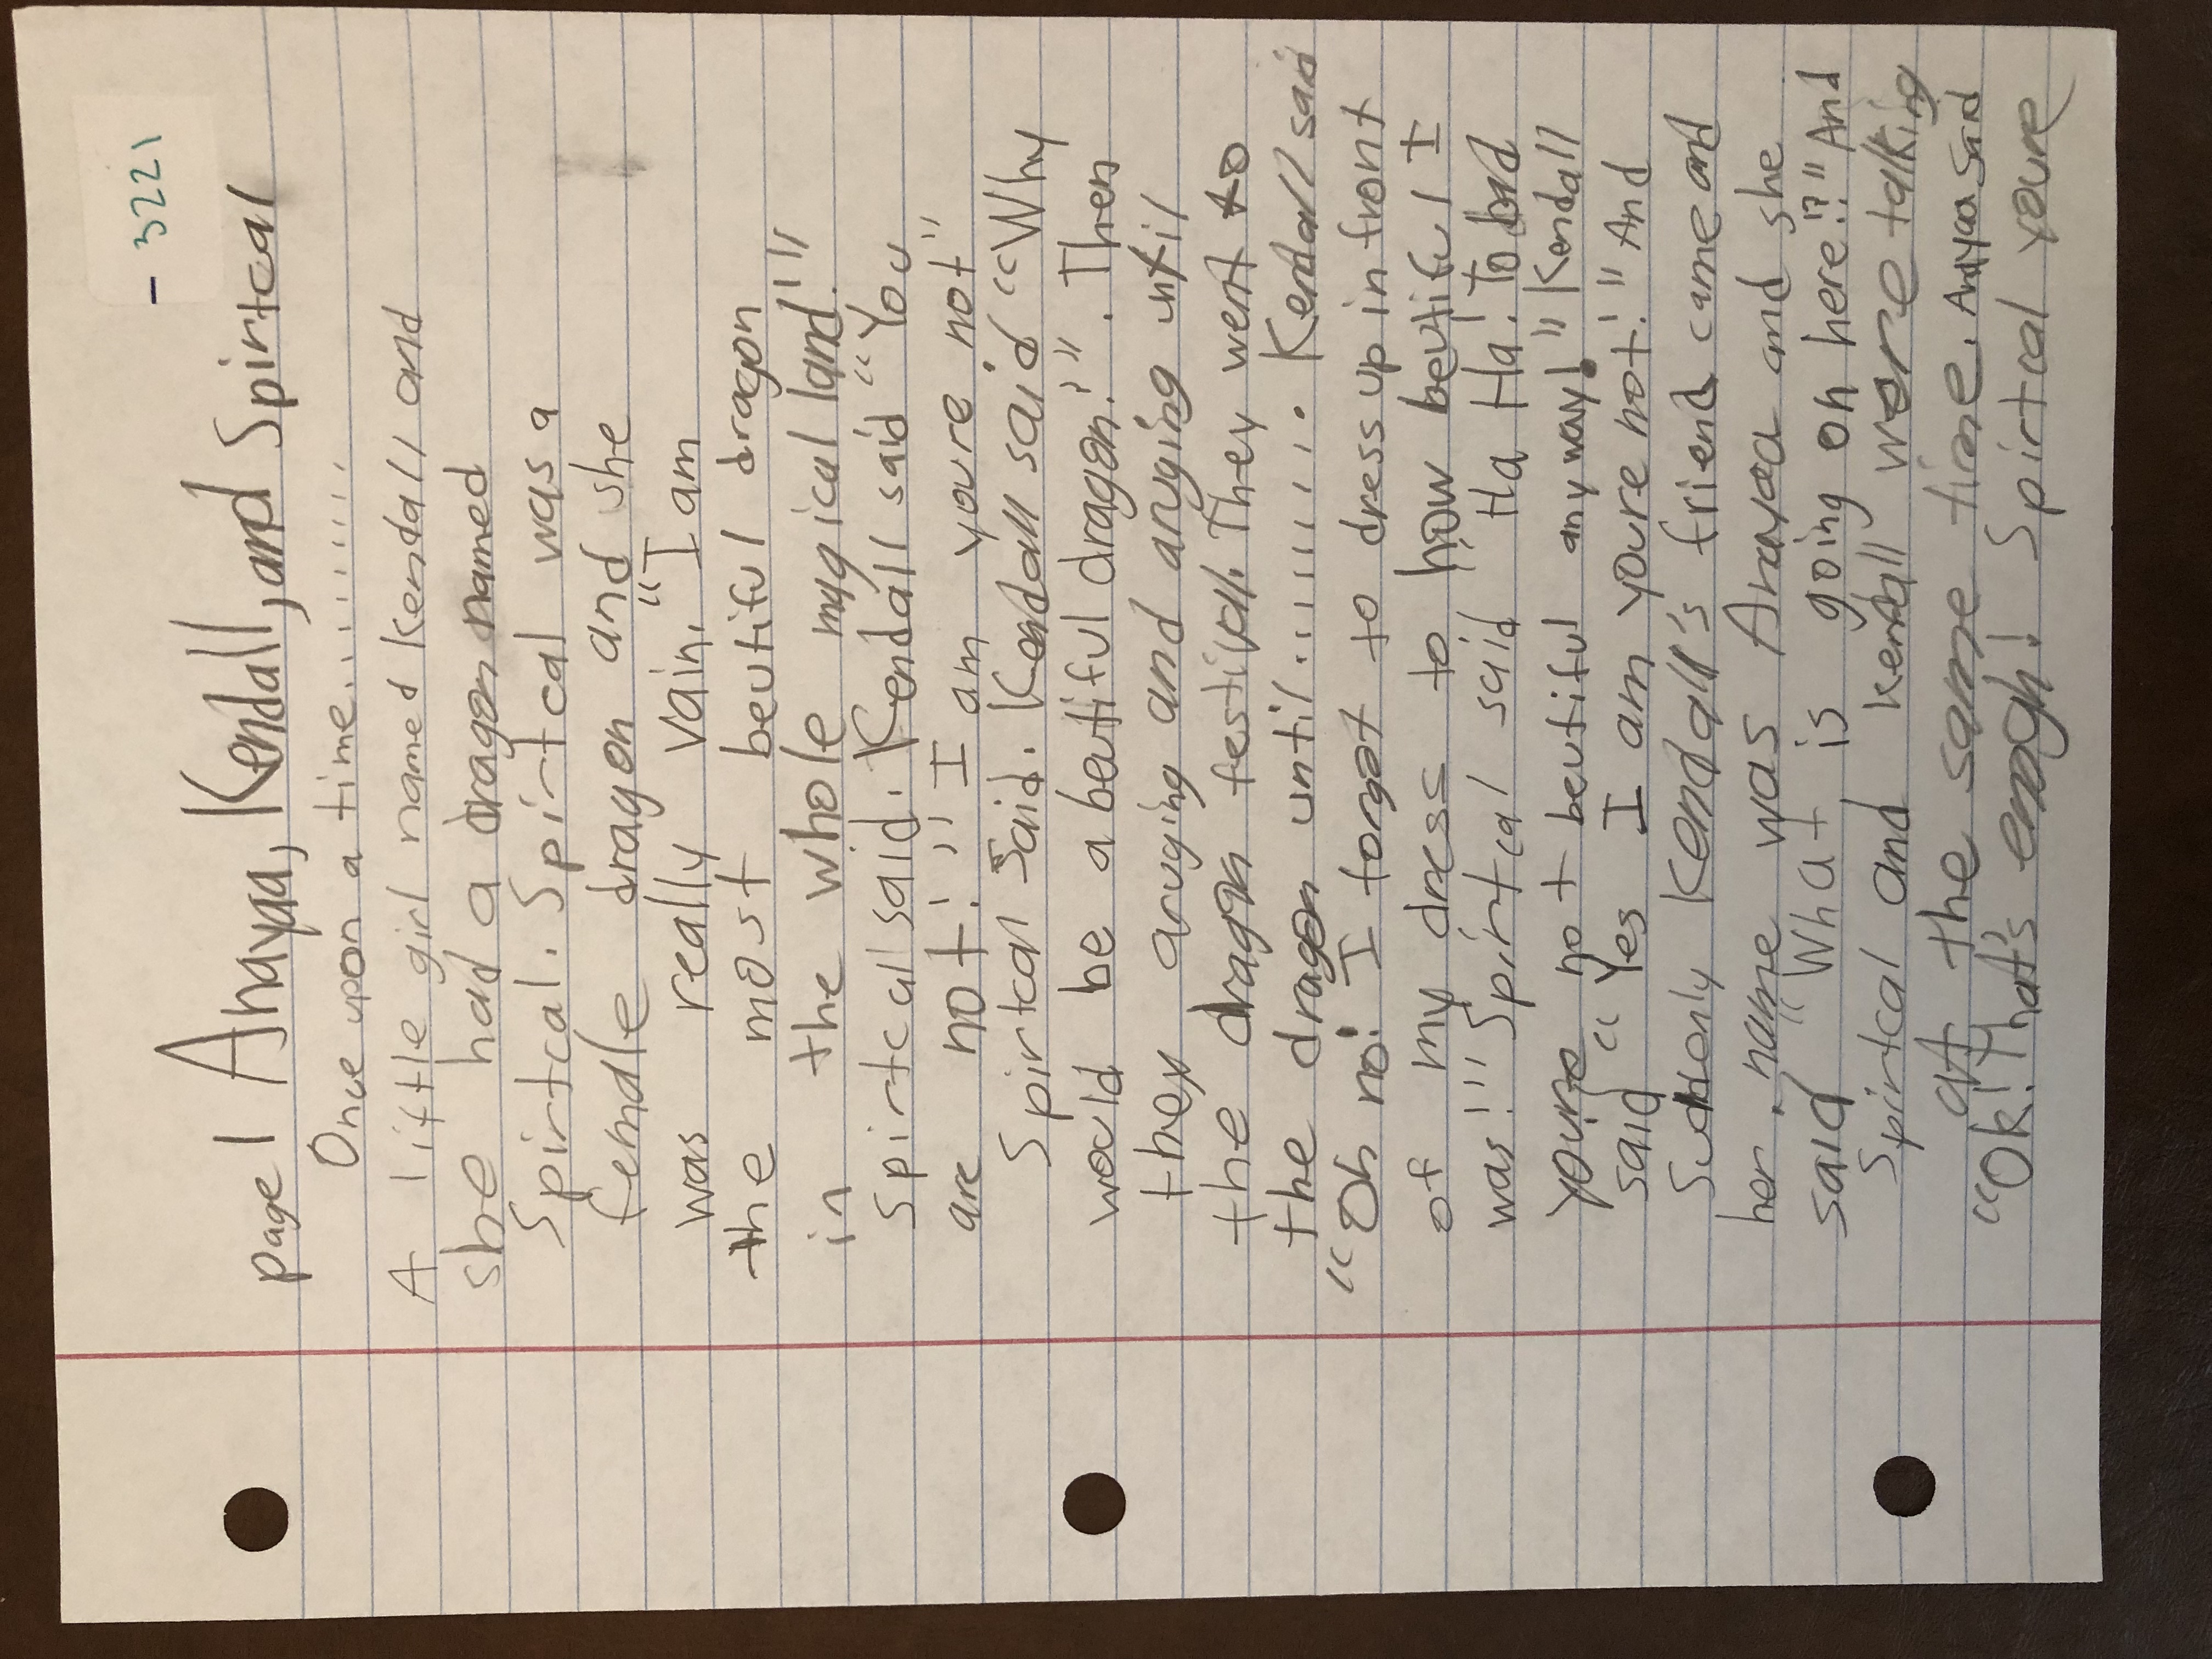 - 3221
page 1 Anayaa, Kendall, and Spirtcal
Once upon a time..........
A little girl named Kendall and
she had a dragon named
Spirtcal. Spirtcal was a
female dragon and she
was really vain. "I am
the most beutiful dragon
in the whole magical land!"
Spirtcal said. Kendall said "You
are not!" I am youre not"
Spirtcal said. Kendall said "Why
would be a beutiful dragon?". Then
they aruging and aruging until
the dragon festival. They went to
the dragon until.......... Kendall said
"Oh no! I forgot to dress up in front
of my dress to how beutiful I
was!" Spirtcal said "Ha Ha! To bad
youre not beutiful anyway!" Kendall
said "Yes I am youre not!" And
Suddenly Kendall's friend came and
her name was Anayaa and she
said "What is going on here!?" And
Spirtcal and Kendall were talking
at the same time. Anayaa said
"Ok! That's enogh! Spirtcal youre